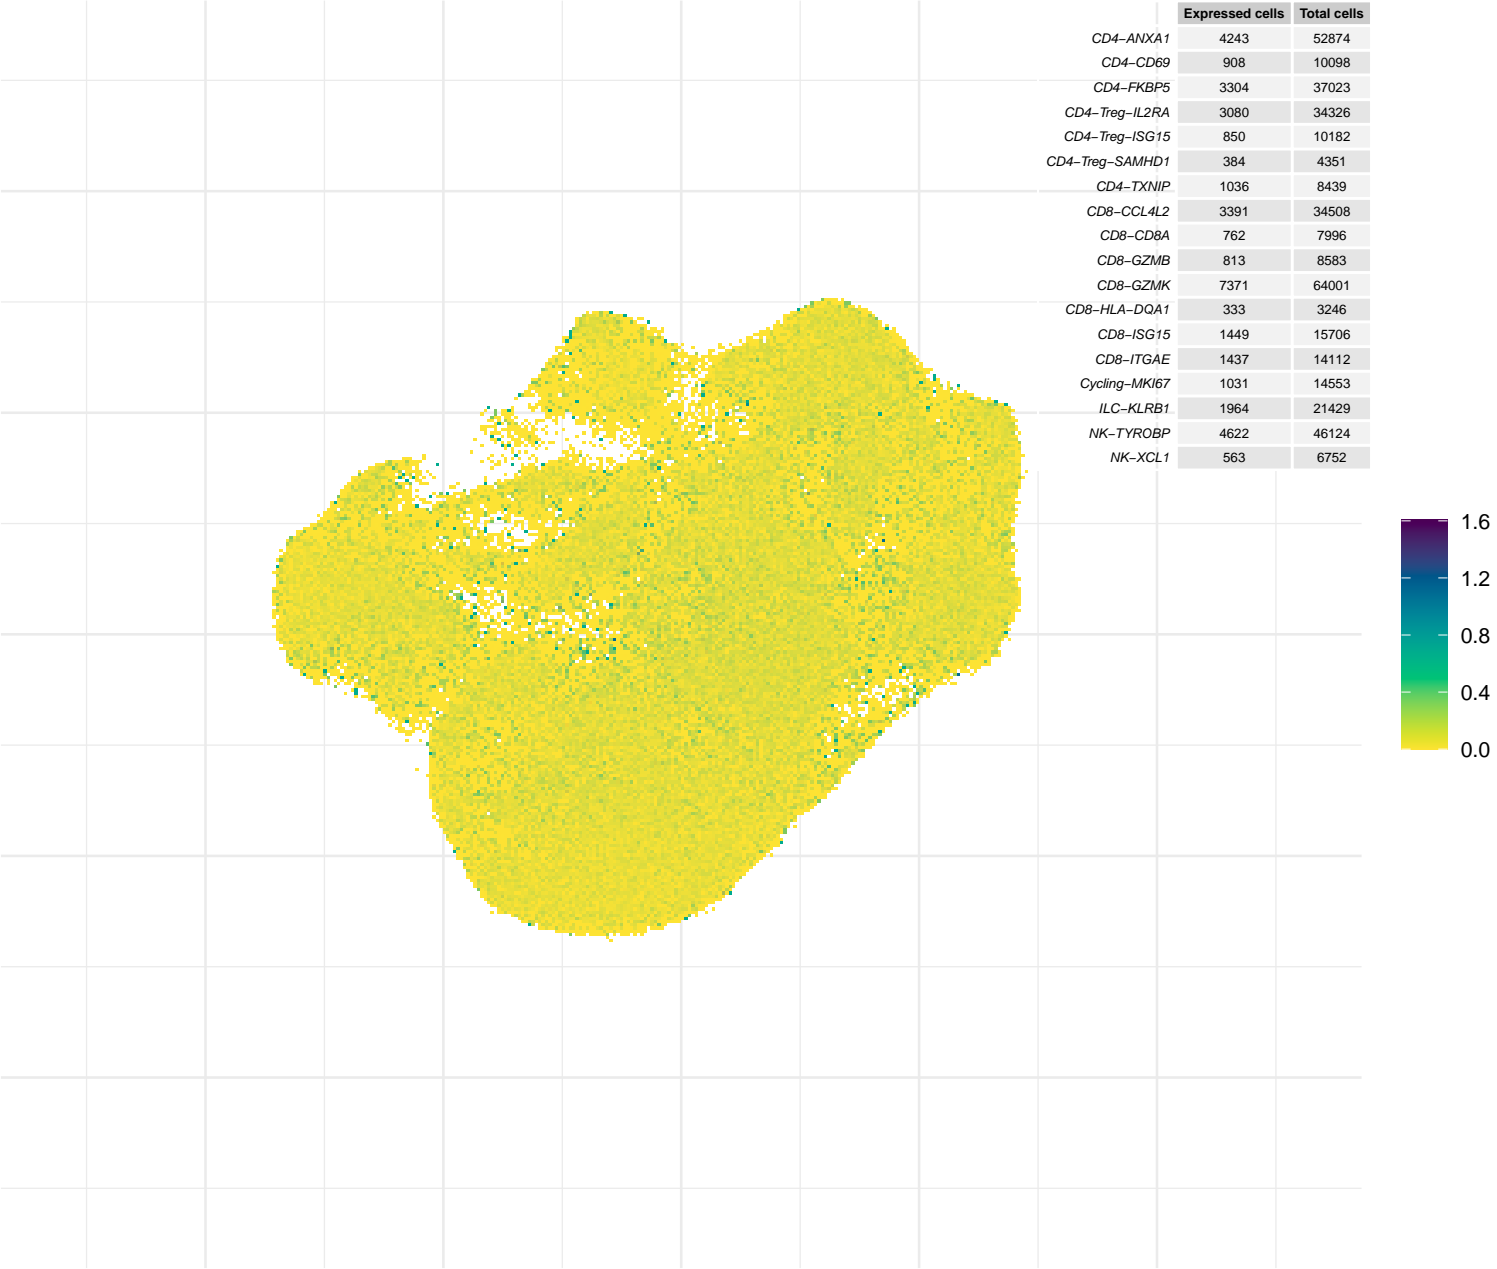 Expressed cells Total cells
CD4−ANXA1 4243 52874
CD4−CD69 908 10098
CD4−FKBP5 3304 37023
CD4−Treg−IL2RA 3080 34326
CD4−Treg−ISG15 850 10182
CD4−Treg−SAMHD1 384 4351
CD4−TXNIP 1036 8439
CD8−CCL4L2 3391 34508
CD8−CD8A 762 7996
CD8−GZMB 813 8583
CD8−GZMK 7371 64001
CD8−HLA−DQA1 333 3246
CD8−ISG15 1449 15706
CD8−ITGAE 1437 14112
Cycling−MKI67 1031 14553
ILC−KLRB1 1964 21429
NK−TYROBP 4622 46124
NK−XCL1 563 6752
1.6
1.2
0.8
0.4
0.0